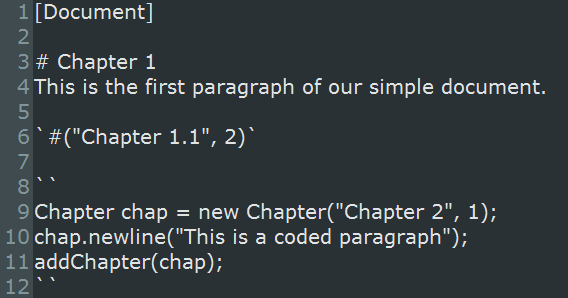 1 [Document]
2
3 # Chapter 1
4 This is the first paragraph of our simple document.
5
6 `#("Chapter 1.1", 2)`
7
8 ``
9 Chapter chap = new Chapter("Chapter 2", 1);
10 chap.newline("This is a coded paragraph");
11 addChapter(chap);
12 ``